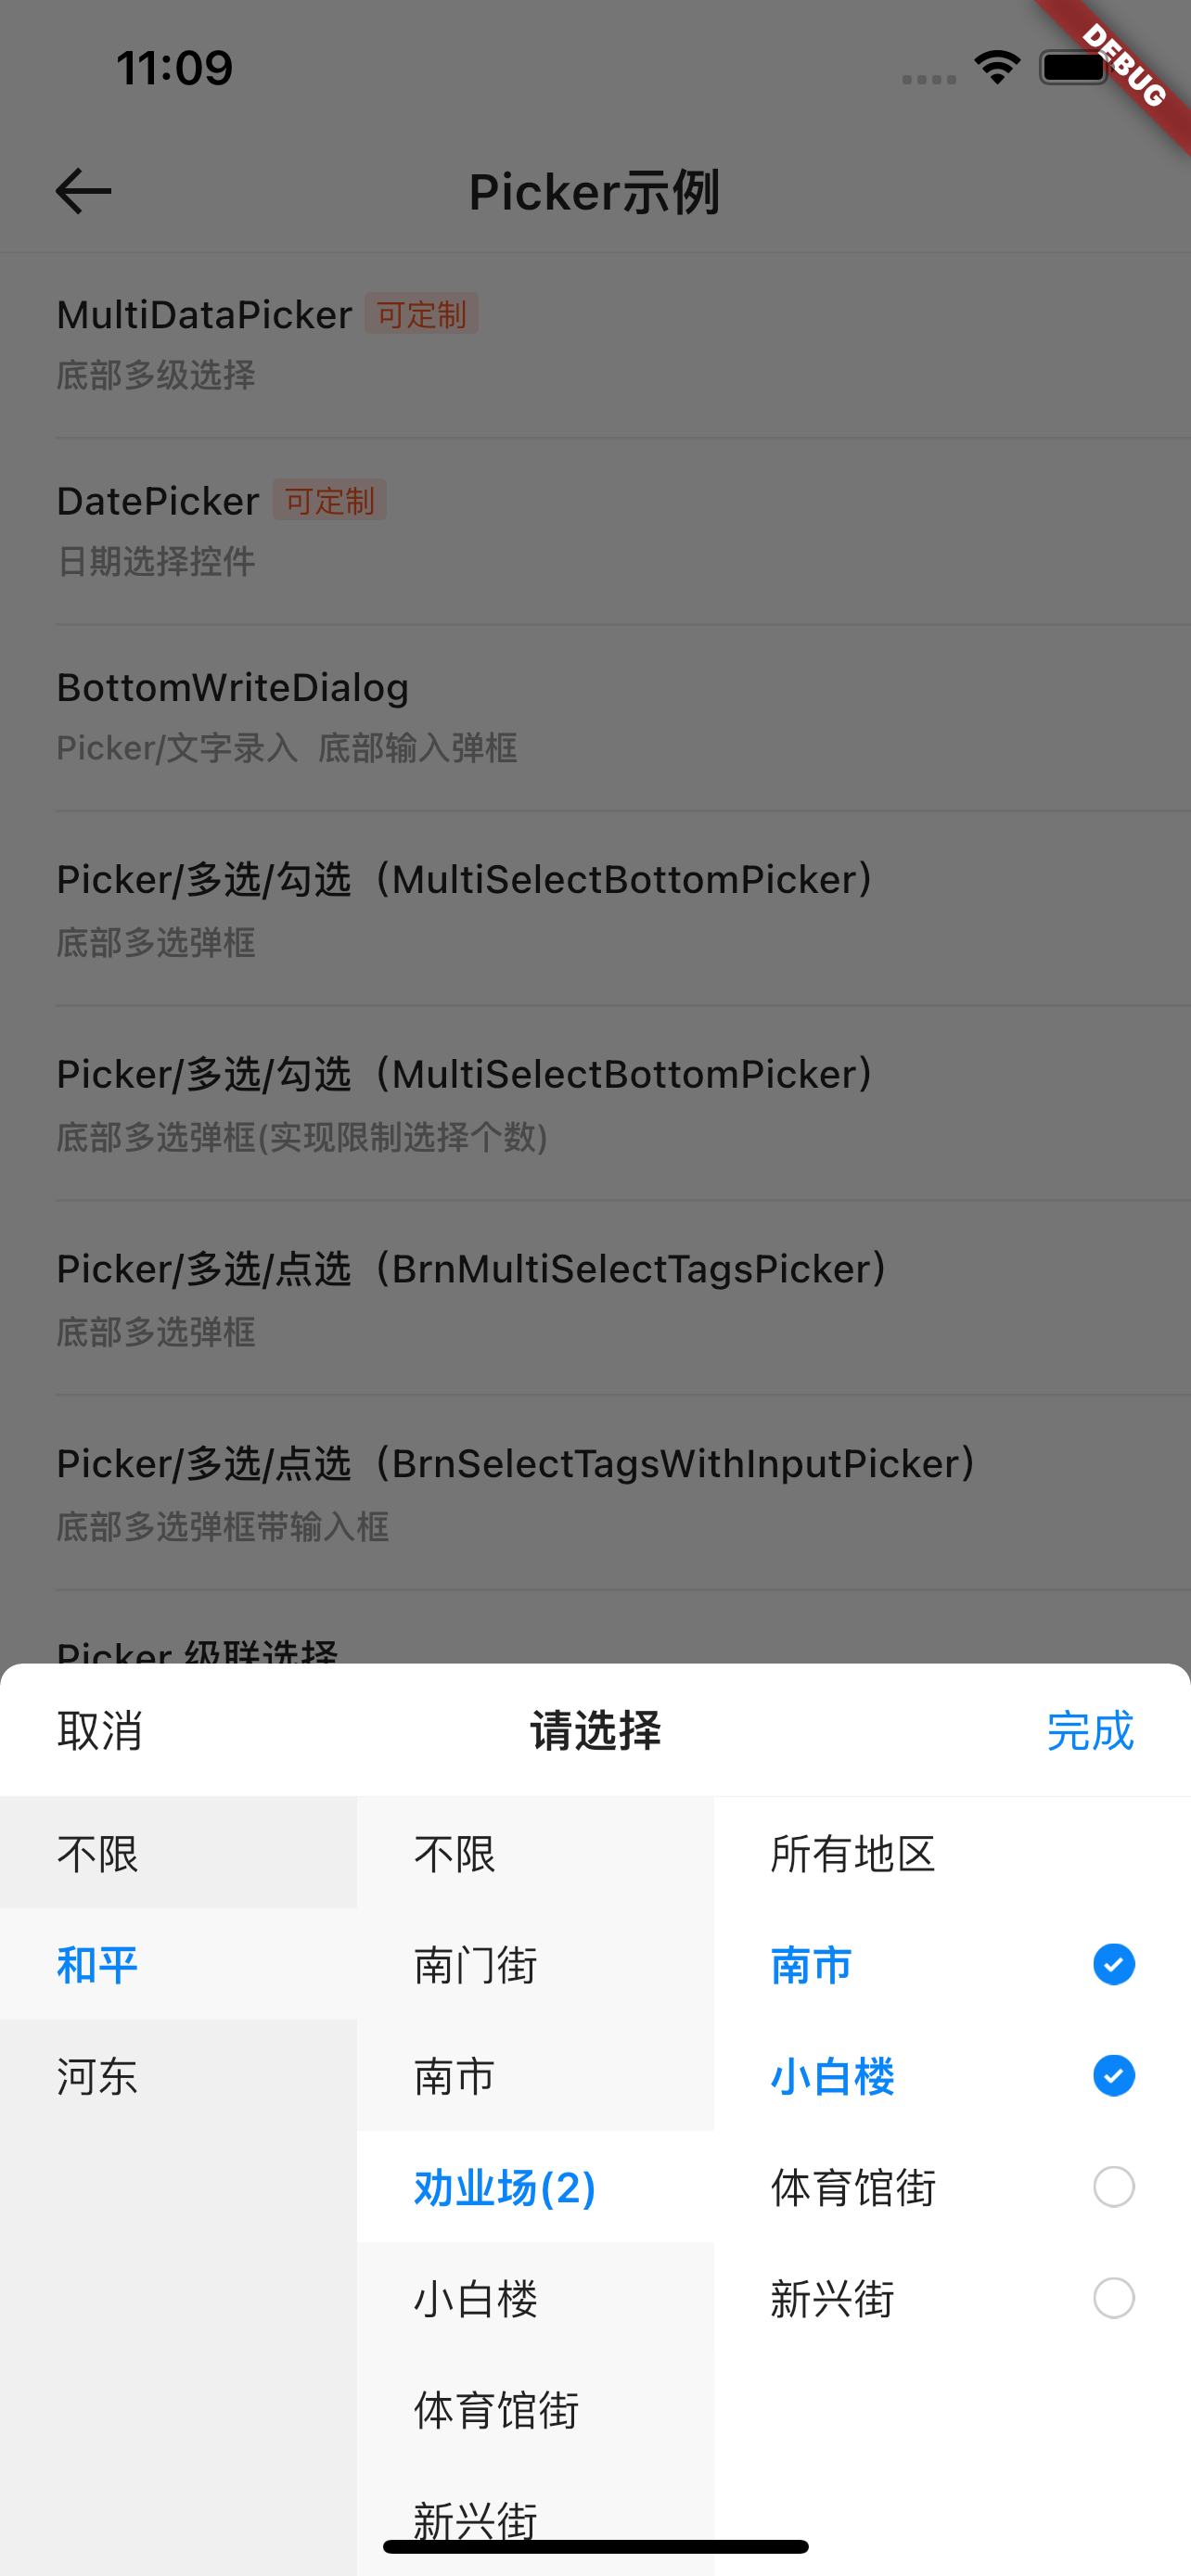 11:09
DEBUG
Picker示例
MultiDataPicker 可定制
底部多级选择
DatePicker 可定制
日期选择控件
BottomWriteDialog
Picker/文字录入 底部输入弹框
Picker/多选/勾选（MultiSelectBottomPicker）
底部多选弹框
Picker/多选/勾选（MultiSelectBottomPicker）
底部多选弹框(实现限制选择个数)
Picker/多选/点选（BrnMultiSelectTagsPicker）
底部多选弹框
Picker/多选/点选（BrnSelectTagsWithInputPicker）
底部多选弹框带输入框
Picker 级联选择
取消 请选择 完成
不限
和平
河东
不限
南门街
南市
劝业场(2)
小白楼
体育馆街
新兴街
所有地区
南市
小白楼
体育馆街
新兴街